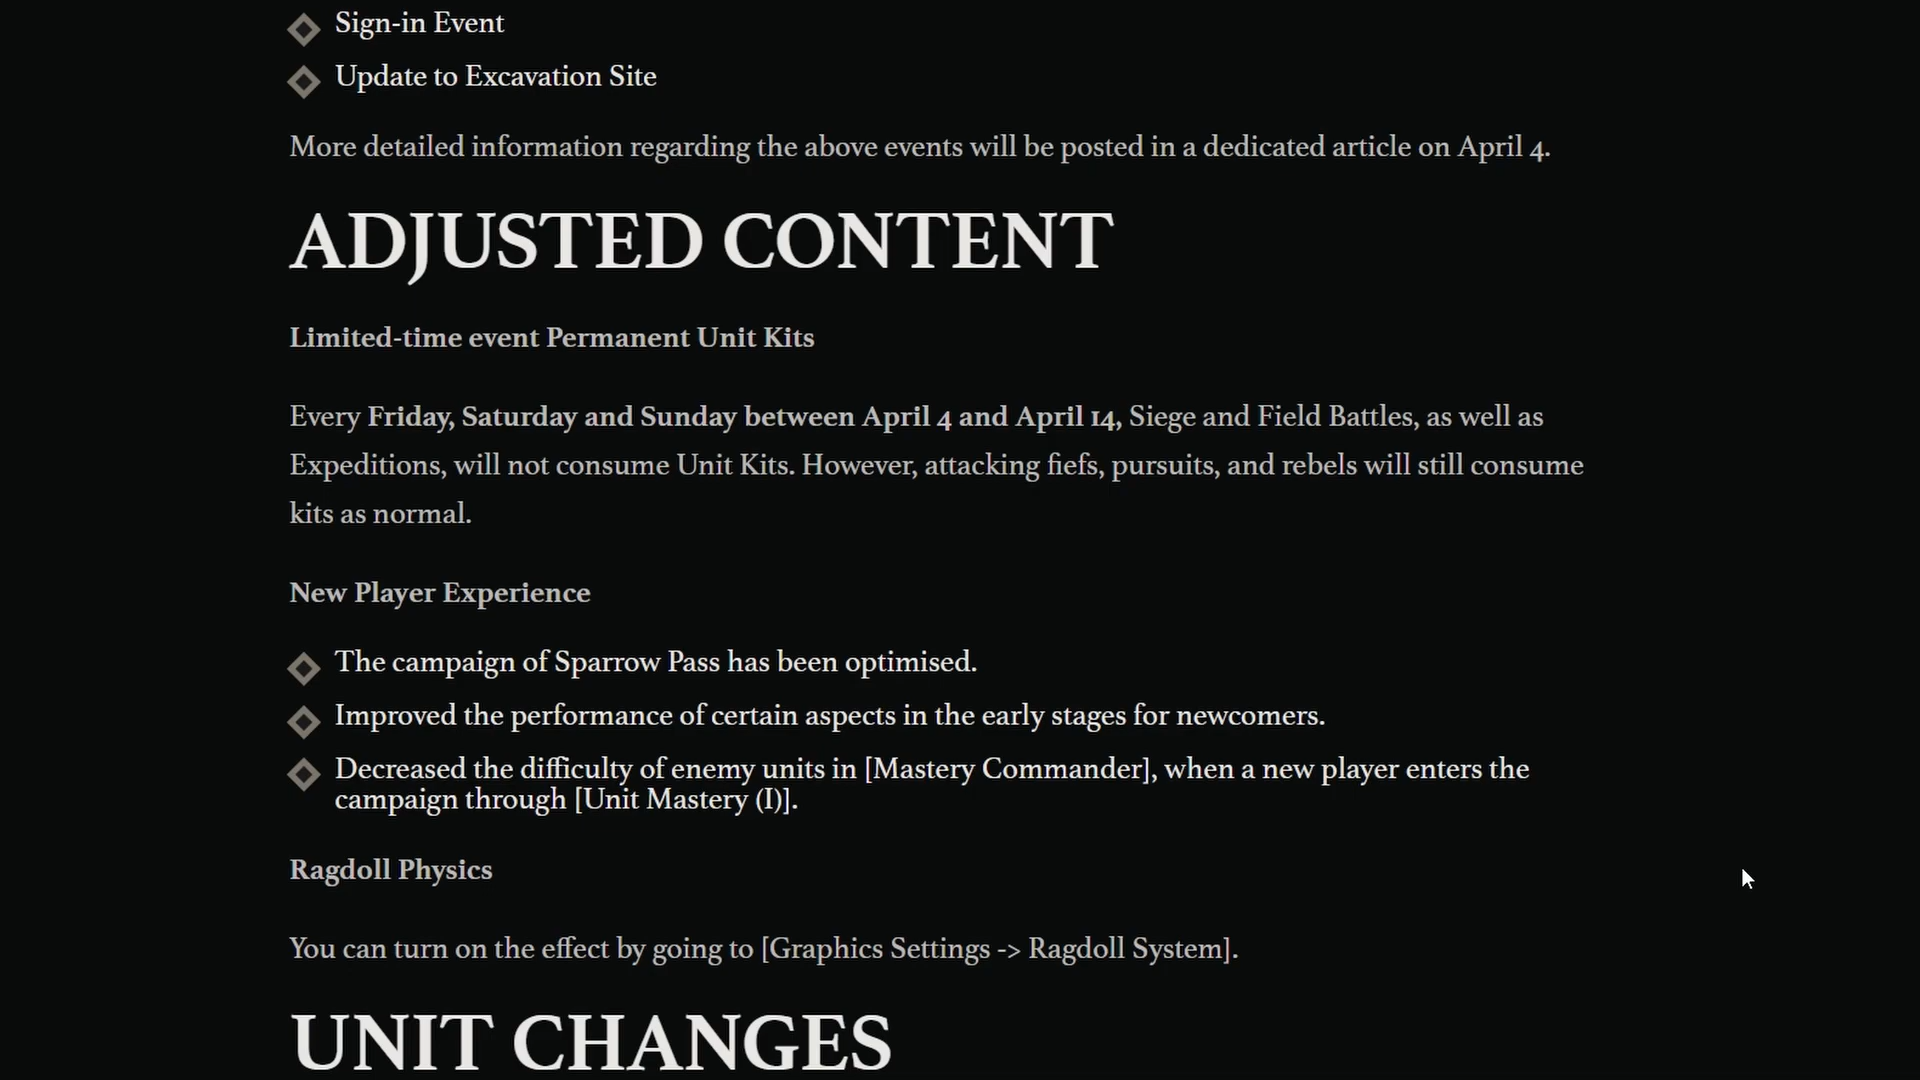 Sign-in Event
Update to Excavation Site
More detailed information regarding the above events will be posted in a dedicated article on April 4.
ADJUSTED CONTENT
Limited-time event Permanent Unit Kits
Every Friday, Saturday and Sunday between April 4 and April 14, Siege and Field Battles, as well as
Expeditions, will not consume Unit Kits. However, attacking fiefs, pursuits, and rebels will still consume
kits as normal.
New Player Experience
The campaign of Sparrow Pass has been optimised.
Improved the performance of certain aspects in the early stages for newcomers.
Decreased the difficulty of enemy units in [Mastery Commander], when a new player enters the
campaign through [Unit Mastery (I)].
Ragdoll Physics
You can turn on the effect by going to [Graphics Settings -> Ragdoll System].
UNIT CHANGES